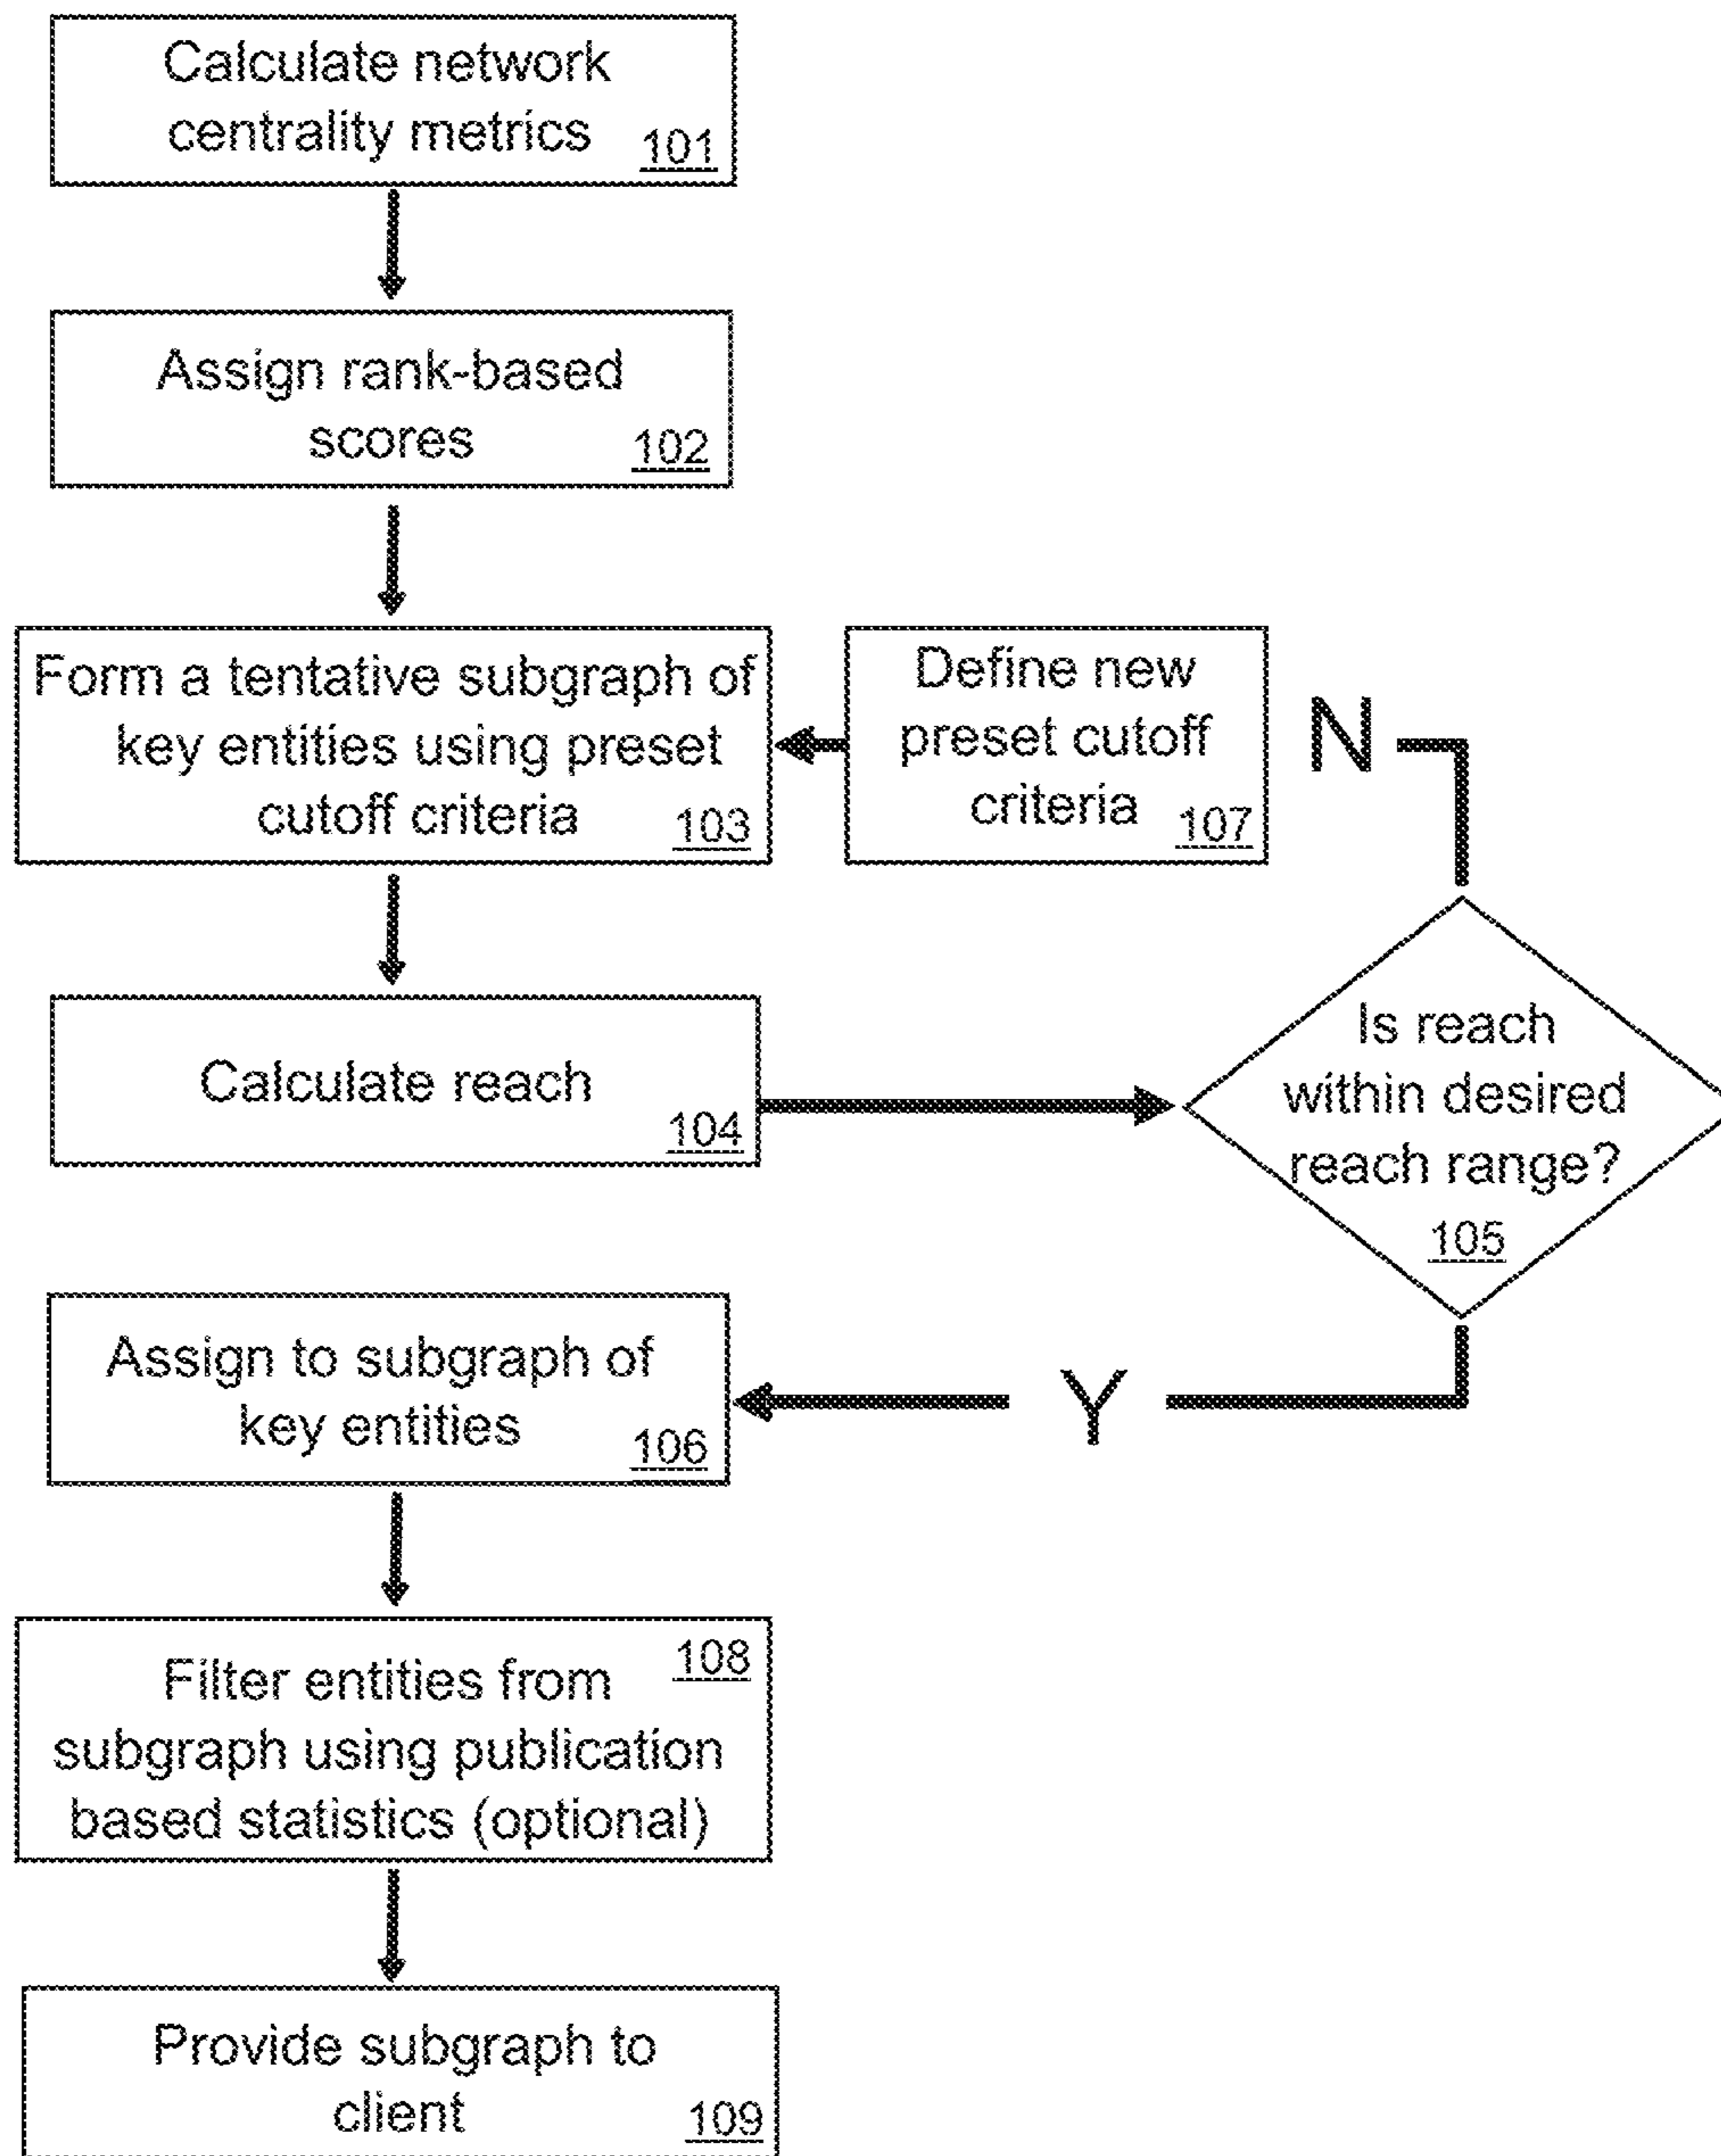 Calculate network
centrality metrics
101
Assign rank-based
scores
102
Form a tentative subgraph of
key entities using preset
cutoff criteria
103
Define new
preset cutoff
criteria
107
N
Calculate reach
104
Is reach
within desired
reach range?
105
Assign to subgraph of
key entities
106
Y
108
Filter entities from
subgraph using publication
based statistics (optional)
Provide subgraph to
client
109